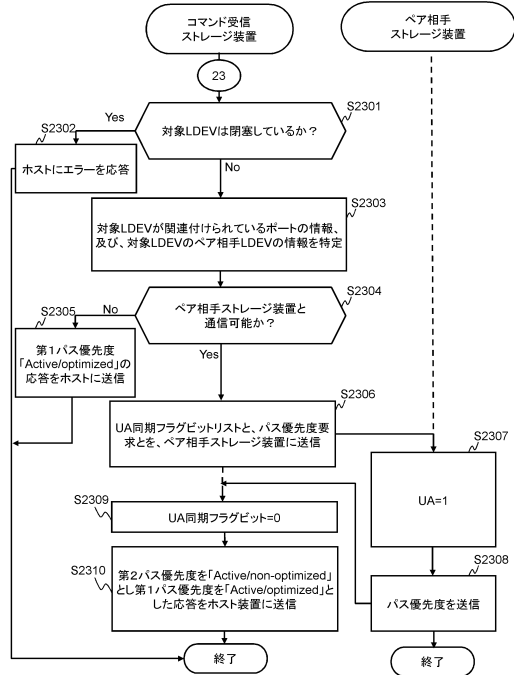 コマンド受信
ストレージ装置
ペア相手
ストレージ装置
23
S2301
対象LDEVは閉塞しているか？
Yes
S2302
ホストにエラーを応答
No
S2303
対象LDEVが関連付けられているポートの情報、
及び、対象LDEVのペア相手LDEVの情報を特定
S2304
ペア相手ストレージ装置と
通信可能か？
No
S2305
第１パス優先度
「Active/optimized」の
応答をホストに送信
Yes
S2306
UA同期フラグビットリストと、パス優先度要
求とを、ペア相手ストレージ装置に送信
S2307
UA=1
S2309
UA同期フラグビット=0
S2308
パス優先度を送信
S2310
第２パス優先度を「Active/non-optimized」
とし第１パス優先度を「Active/optimized」とし
た応答をホスト装置に送信
終了
終了